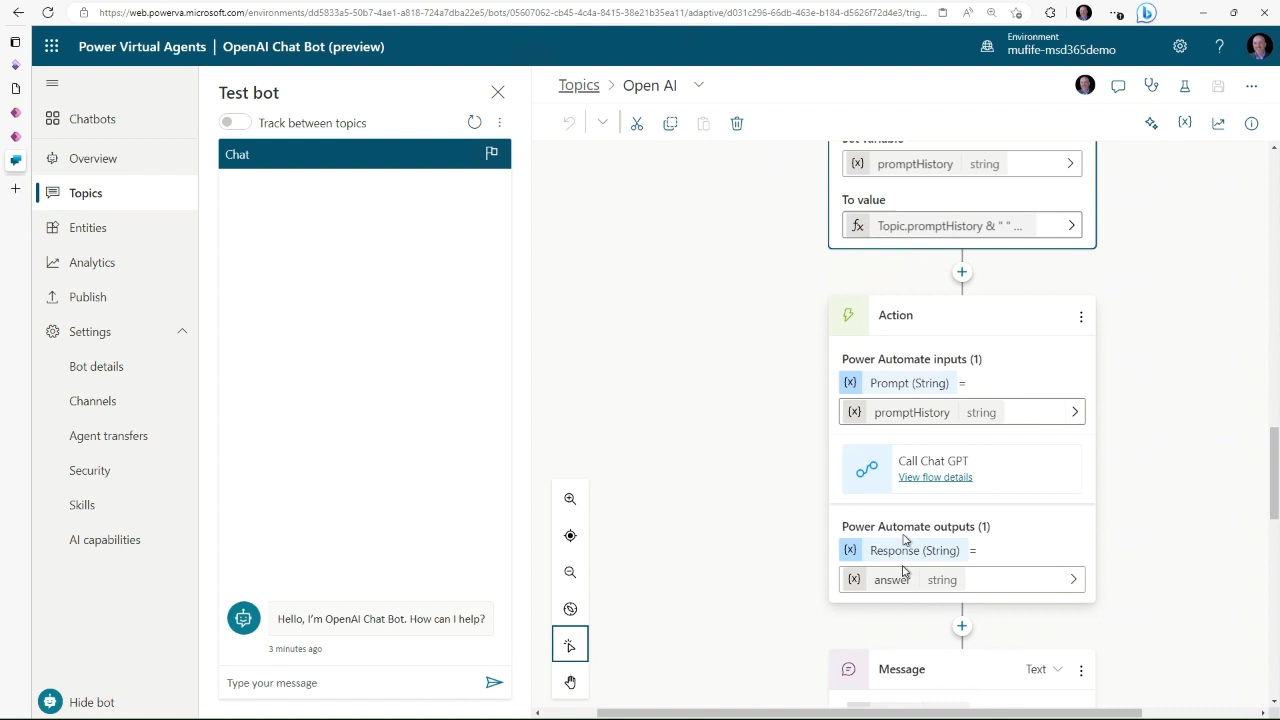 https://web.powerva.microsoft.com/environments/dd5833a5-50b7-4ae1-a818-724a7dba22e5/bots/05607062-cb45-4c4a-8415-38e21b35ea11/adaptive/d031c296-66db-463e-b184-d5626f72d4e3/trig...
Power Virtual Agents | OpenAI Chat Bot (preview)
Environment
mufife-msd365demo
Chatbots
Overview
Topics
Entities
Analytics
Publish
Settings
Bot details
Channels
Agent transfers
Security
Skills
AI capabilities
Hide bot
Test bot
Track between topics
Chat
Hello, I'm OpenAI Chat Bot. How can I help?
3 minutes ago
Type your message
Topics > Open AI
Set variable
{x} promptHistory string
To value
fx Topic.promptHistory & " " ...
Action
Power Automate inputs (1)
{x} Prompt (String) =
{x} promptHistory string
Call Chat GPT
View flow details
Power Automate outputs (1)
{x} Response (String) =
{x} answer string
Message Text